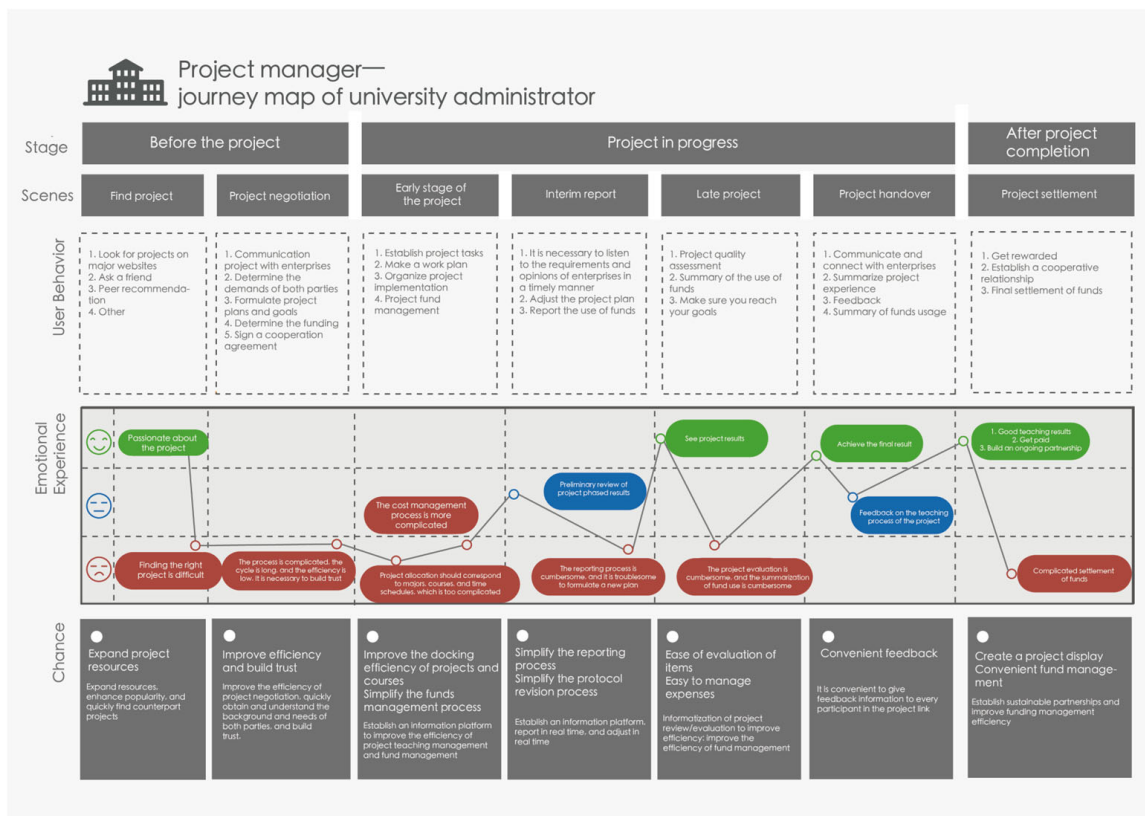 Project manager—
journey map of university administrator
Stage
Before the project
Project in progress
After project
completion
Scenes
Find project
Project negotiation
Early stage of
the project
Interim report
Late project
Project handover
Project settlement
User Behavior
1. Look for projects on
major websites
2. Ask a friend
3. Peer recommenda-
tion
4. Other
1. Communication
project with enterprises
2. Determine the
demands of both parties
3. Formulate project
plans and goals
4. Determine the funding
5. Sign a cooperation
agreement
1. Establish project tasks
2. Make a work plan
3. Organize project
implementation
4. Project fund
management
1. It is necessary to listen
to the requirements and
opinions of enterprises in
a timely manner
2. Adjust the project plan
3. Report the use of funds
1. Project quality
assessment
2. Summary of the use of
funds
3. Make sure you reach
your goals
1. Communicate and
connect with enterprises
2. Summarize project
experience
3. Feedback
4. Summary of funds usage
1. Get rewarded
2. Establish a cooperative
relationship
3. Final settlement of funds
Emotional
Experience
Passionate about
the project
Finding the right
project is difficult
The process is complicated. the
cycle is long. and the efficiency is
low. It is necessary to build trust
The cost management
process is more
complicated
Project allocation should correspond
to majors. courses. and time
schedules. which is too complicated
Preliminary review of
project phased results
The reporting process is
cumbersome. and it is troublesome
to formulate a new plan
See project results
The project evaluation is
cumbersome. and the summarization
of fund use is cumbersome
Achieve the final result
Feedback on the teaching
process of the project
1. Good teaching results
2. Get paid
3. Build an ongoing partnership
Complicated settlement
of funds
Chance
Expand project
resources
Expand resources.
enhance popularity. and
quickly find counterpart
projects
Improve efficiency
and build trust
Improve the efficiency of
project negotiation. quickly
obtain and understand the
background and needs of
both parties. and build
trust.
Improve the docking
efficiency of projects and
courses
Simplify the funds
management process
Establish an information platform
to improve the efficiency of
project teaching management
and fund management
Simplify the reporting
process
Simplify the protocol
revision process
Establish an information platform.
report in real time. and adjust in
real time
Ease of evaluation of
items
Easy to manage
expenses
Informatization of project
review/evaluation to improve
efficiency; improve the
efficiency of fund management
Convenient feedback
It is convenient to give
feedback information to every
participant in the project link
Create a project display
Convenient fund manage-
ment
Establish sustainable partnerships and
improve funding management
efficiency